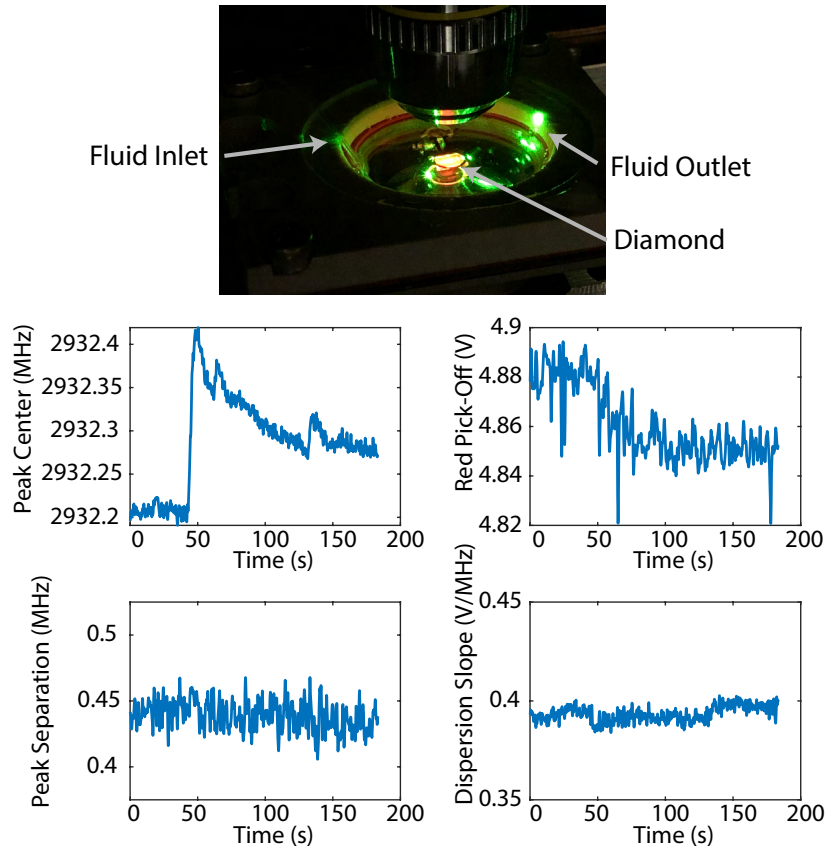 Fluid Inlet
Fluid Outlet
Diamond
Peak Center (MHz)
2932.4
2932.35
2932.3
2932.25
2932.2
0 50 100 150 200
Time (s)
Red Pick-Off (V)
4.9
4.88
4.86
4.84
4.82
0 50 100 150 200
Time (s)
Peak Separation (MHz)
0.5
0.45
0.4
0 50 100 150 200
Time (s)
Dispersion Slope (V/MHz)
0.45
0.4
0.35
0 50 100 150 200
Time (s)